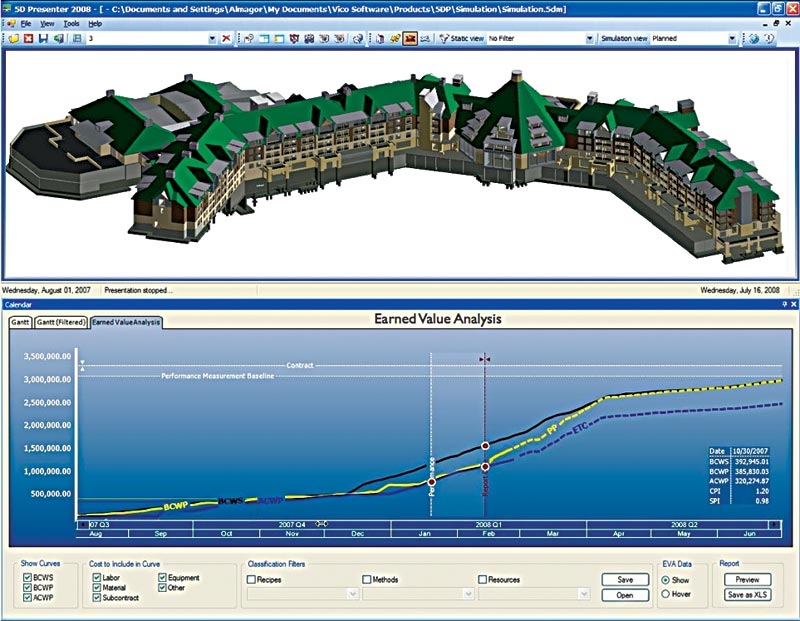 5D Presenter 2008 - [ - C:\Documents and Settings\Almagor\My Documents\Vico Software\Products\5DP\Simulation\Simulation.5dm]
File View Tools Help
3 Static view No Filter Simulation view Planned
Wednesday, August 01, 2007 Presentation stopped... Wednesday, July 16, 2008
Calendar
Gantt Gantt (Filtered) Earned Value Analysis
Earned Value Analysis
3,500,000.00
Contract
3,000,000.00
Performance Measurement Baseline
2,500,000.00
2,000,000.00
PP
ETC
1,500,000.00
1,000,000.00
Performance
Report
500,000.00
BCWP BCWS ACWP
Date 10/30/2007
BCWS 392,945.01
BCWP 385,830.03
ACWP 320,274.87
CPI 1.20
SPI 0.98
07 Q3 2007 Q4 2008 Q1 2008 Q2
Aug Sep Oct Nov Dec Jan Feb Mar Apr May Jun
Show Curves
BCWS
BCWP
ACWP
Cost to Include in Curve
Labor Equipment
Material Other
Subcontract
Classification Filters
Recipes Methods Resources
Save
Open
EVA Data
Show
Hover
Report
Preview
Save as XLS